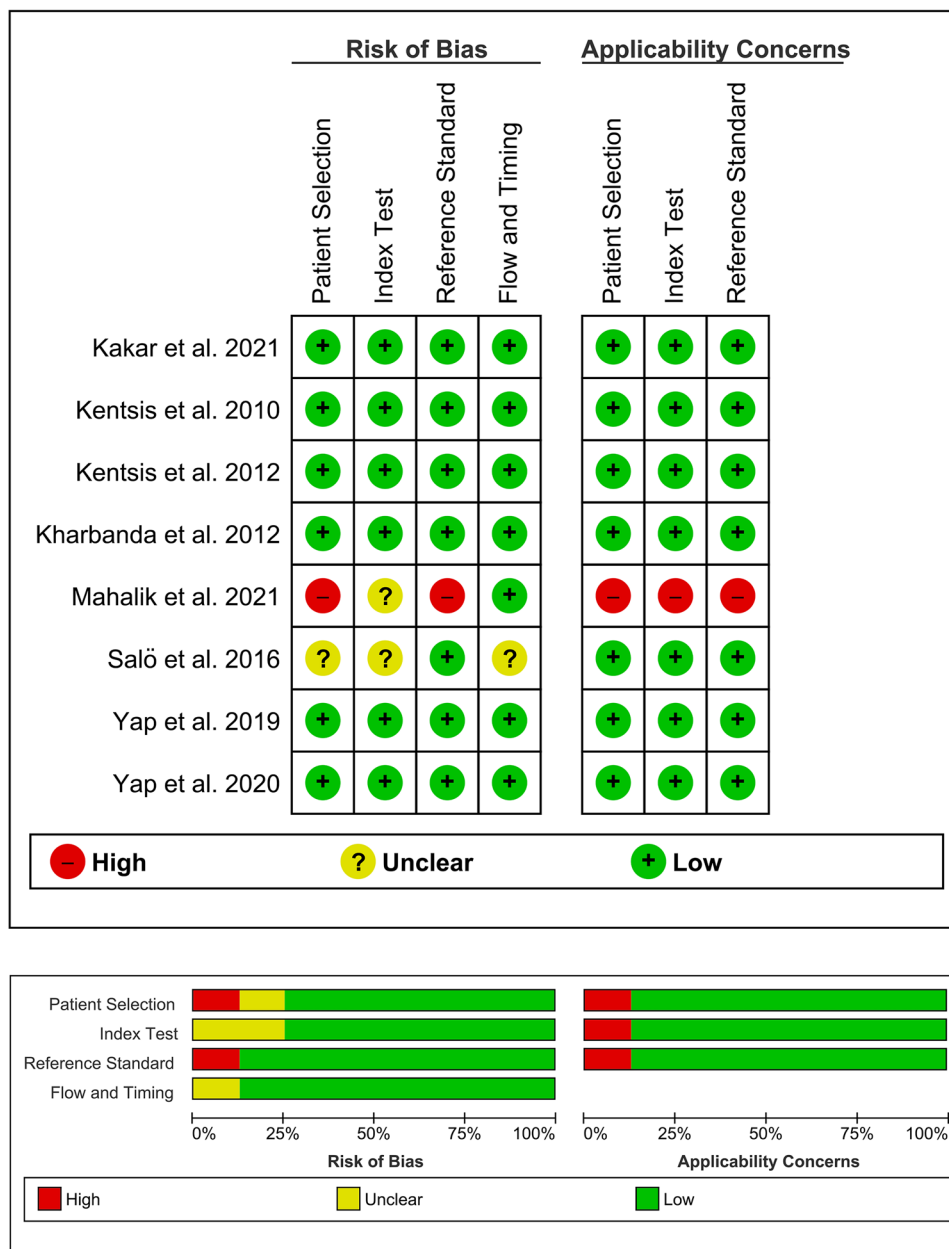 Risk of Bias Applicability Concerns
Patient Selection
Index Test
Reference Standard
Flow and Timing
Patient Selection
Index Test
Reference Standard
Kakar et al. 2021 + + + + + + +
Kentsis et al. 2010 + + + + + + +
Kentsis et al. 2012 + + + + + + +
Kharbanda et al. 2012 + + + + + + +
Mahalik et al. 2021 – ? – + – – –
Salö et al. 2016 ? ? + ? + + +
Yap et al. 2019 + + + + + + +
Yap et al. 2020 + + + + + + +
– High ? Unclear + Low
Patient Selection
Index Test
Reference Standard
Flow and Timing
0% 25% 50% 75% 100% 0% 25% 50% 75% 100%
Risk of Bias Applicability Concerns
High Unclear Low